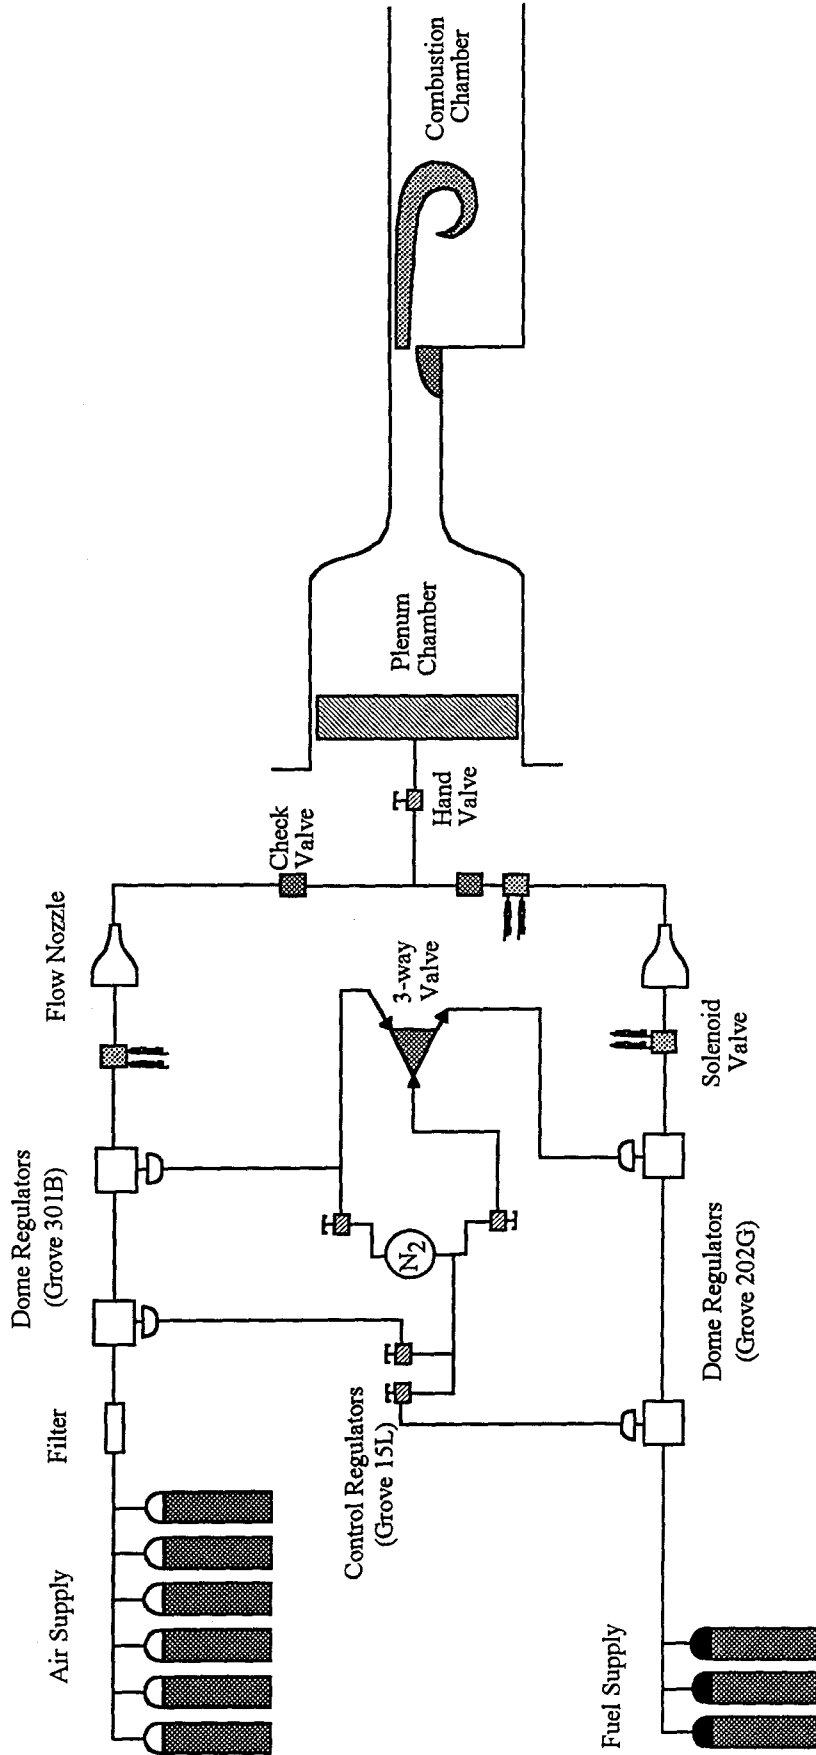 Air Supply
Filter
Dome Regulators
(Grove 301B)
Flow Nozzle
Check
Valve
Control Regulators
(Grove 15L)
N2
3-way
Valve
Hand
Valve
Plenum
Chamber
Combustion
Chamber
Fuel Supply
Dome Regulators
(Grove 202G)
Solenoid
Valve